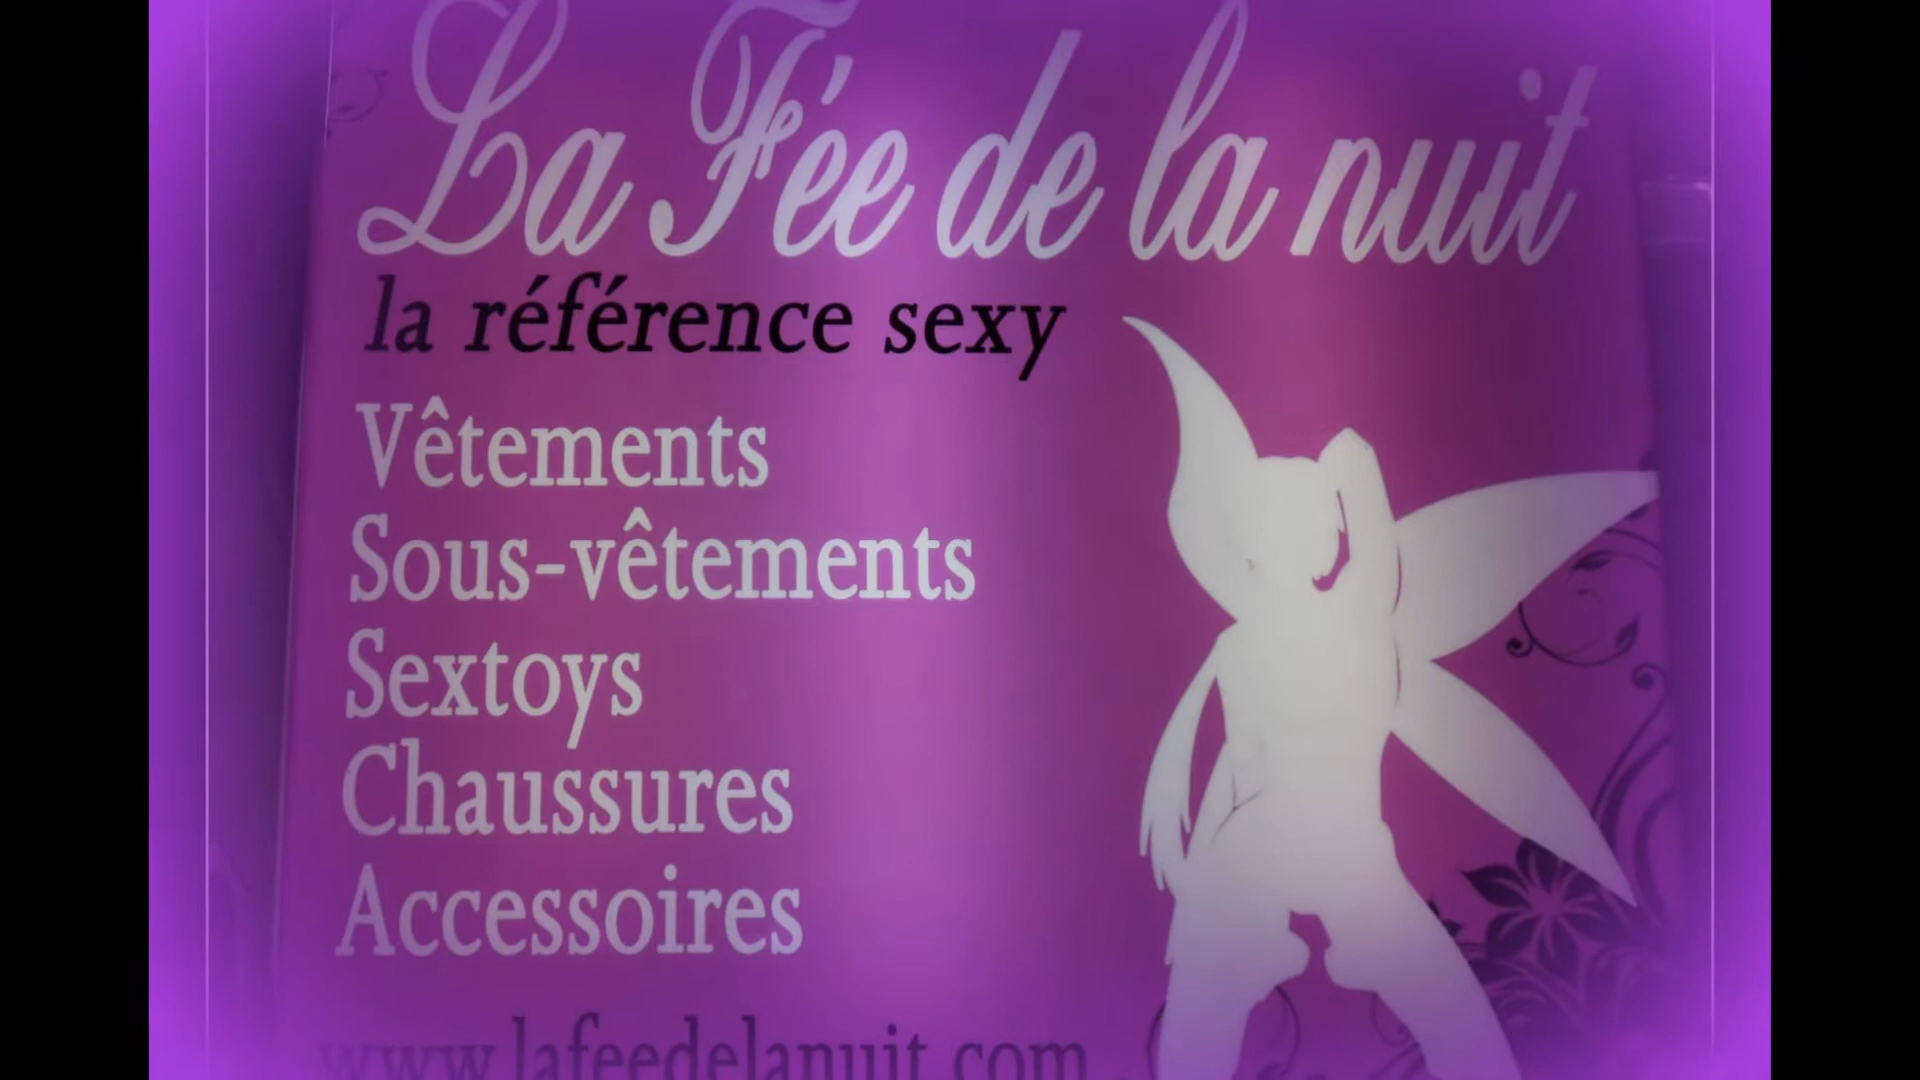 La Fée de la nuit
la référence sexy
Vêtements
Sous-vêtements
Sextoys
Chaussures
Accessoires
www.lafeedelanuit.com